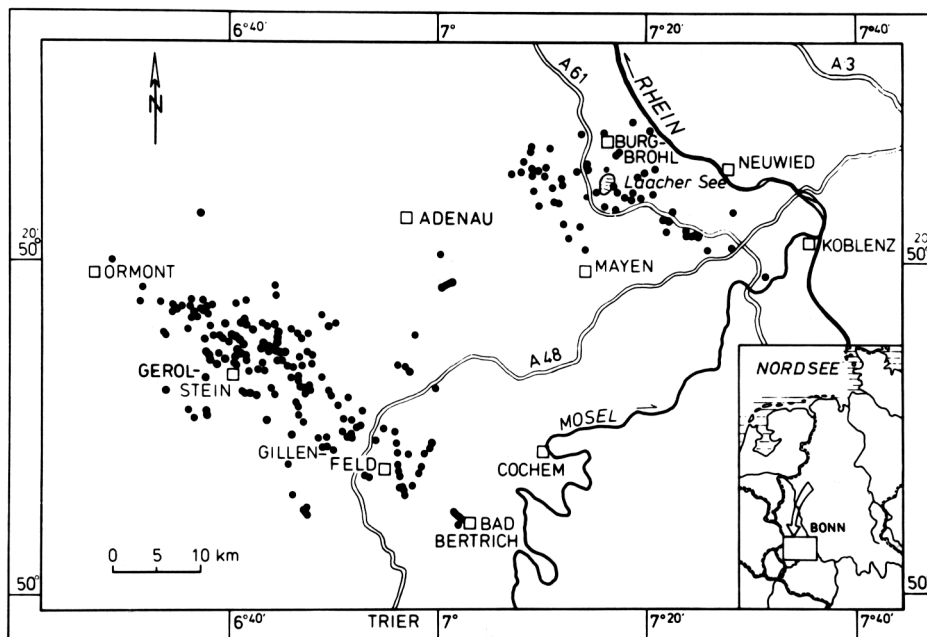 6°40' 7° 7°20' 7°40'
A61
A3
RHEIN
N
BURG-
BROHL
NEUWIED
Laacher See
ADENAU
20'
50°
20'
50°
KOBLENZ
ORMONT
MAYEN
A 48
GEROL-
STEIN
NORDSEE
MOSEL
GILLEN-
FELD
COCHEM
BONN
BAD
BERTRICH
0 5 10 km
50°
50°
6°40' TRIER 7° 7°20' 7°40'